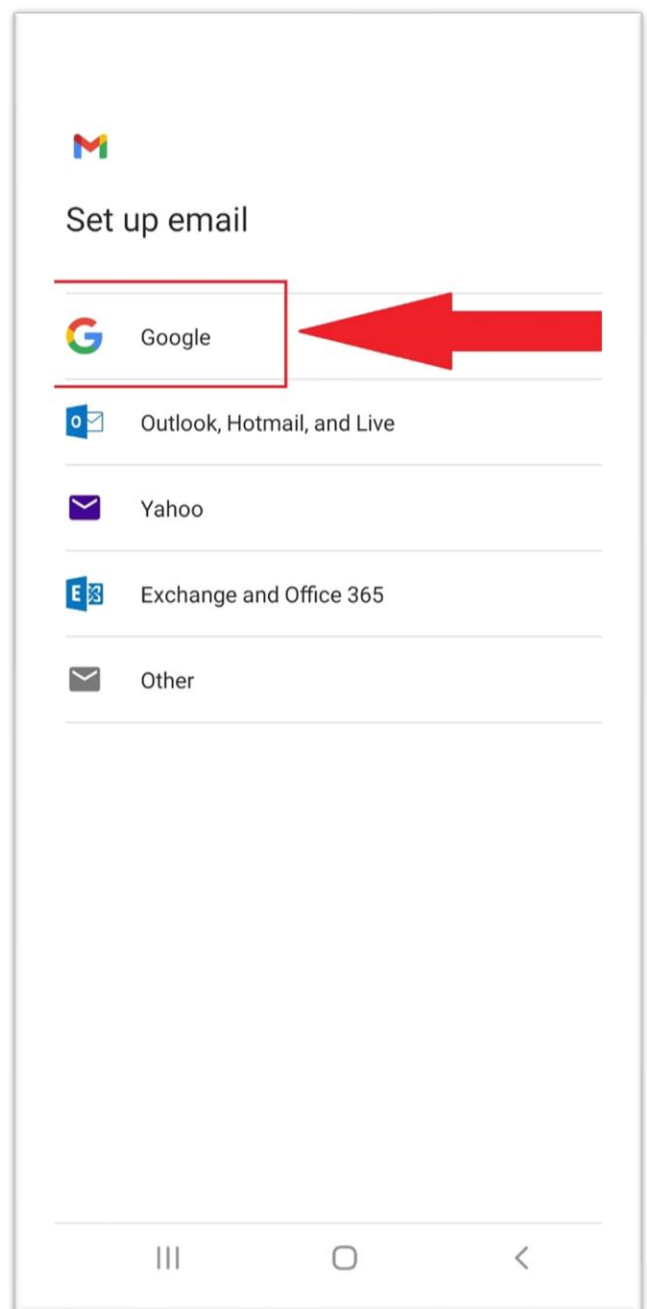 Set up email
Google
Outlook, Hotmail, and Live
Yahoo
Exchange and Office 365
Other